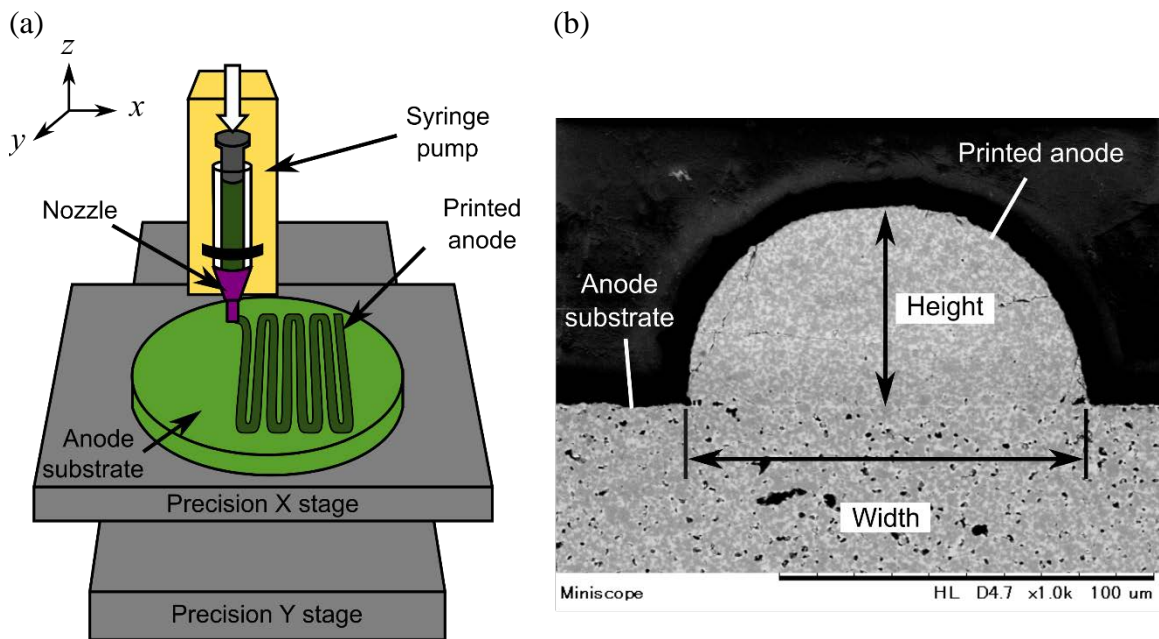 (a)
z
x
y
Syringe
pump
Nozzle
Printed
anode
Anode
substrate
Precision X stage
Precision Y stage
(b)
Printed anode
Anode
substrate
Height
Width
Miniscope HL D4.7 x1.0k 100 um